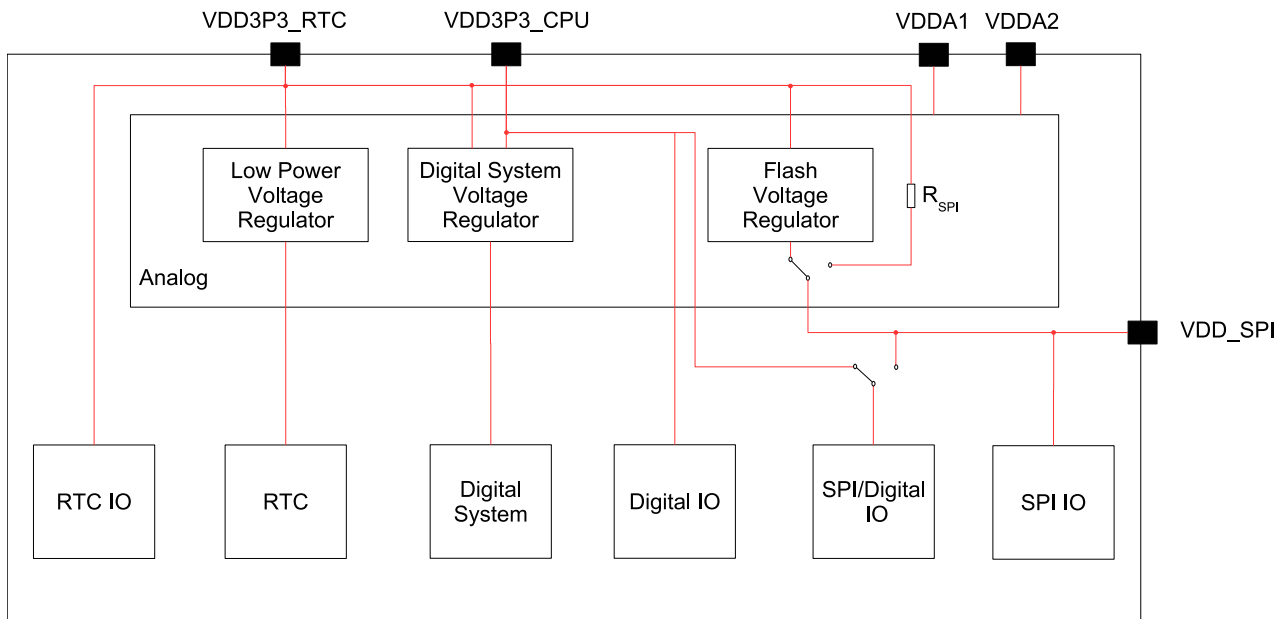 VDD3P3_RTC
VDD3P3_CPU
VDDA1
VDDA2
Low Power
Voltage
Regulator
Digital System
Voltage
Regulator
Flash
Voltage
Regulator
RSPI
Analog
VDD_SPI
RTC IO
RTC
Digital
System
Digital IO
SPI/Digital
IO
SPI IO